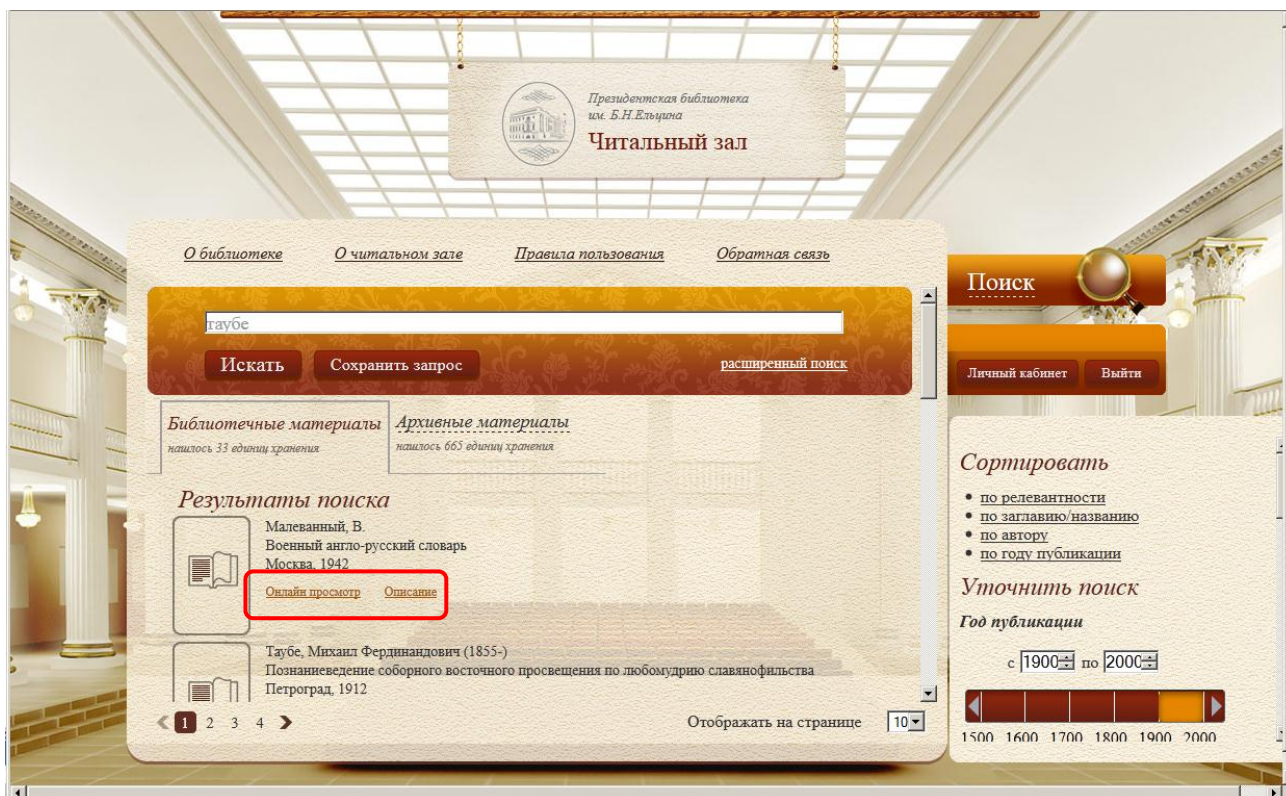 Президентская библиотека
им. Б.Н.Ельцина
Читальный зал
О библиотеке О читальном зале Правила пользования Обратная связь
Поиск
таубе
Искать Сохранить запрос расширенный поиск
Личный кабинет Выйти
Библиотечные материалы Архивные материалы
нашлось 33 единиц хранения нашлось 665 единиц хранения
Результаты поиска
Малеванный, В.
Военный англо-русский словарь
Москва, 1942
Онлайн просмотр Описание
Таубе, Михаил Фердинандович (1855-)
Познаниеведение соборного восточного просвещения по любомудрию славянофильства
Петроград, 1912
1 2 3 4
Отображать на странице 10
Сортировать
по релевантности
по заглавию/названию
по автору
по году публикации
Уточнить поиск
Год публикации
с 1900 по 2000
1500 1600 1700 1800 1900 2000